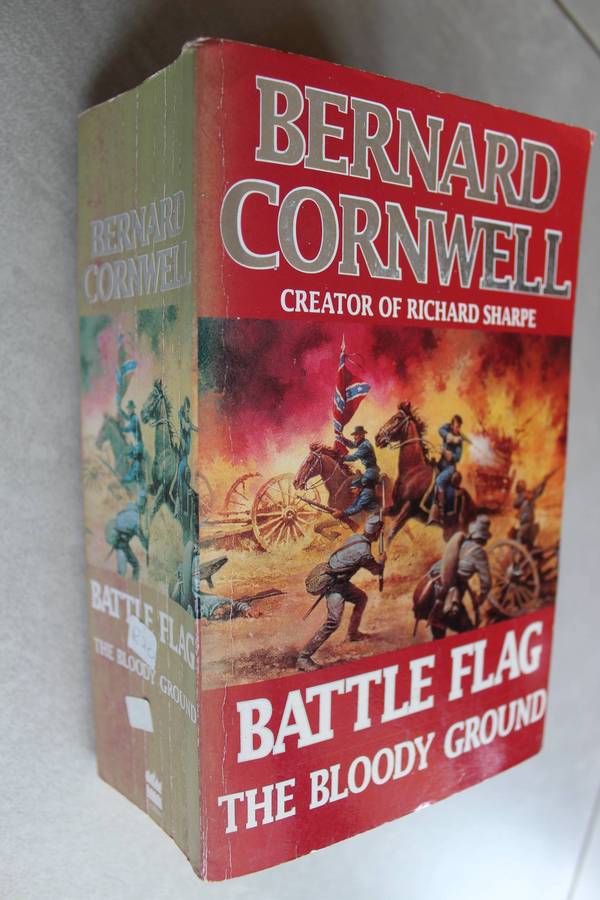 BERNARD
CORNWELL
CREATOR OF RICHARD SHARPE
BATTLE FLAG
THE BLOODY GROUND
BERNARD
CORNWELL
BATTLE FLAG
THE BLOODY GROUND